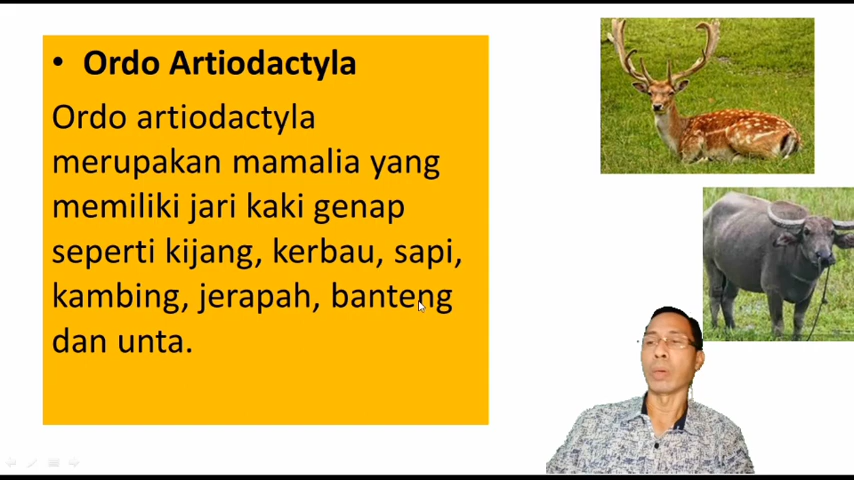 • Ordo Artiodactyla
Ordo artiodactyla
merupakan mamalia yang
memiliki jari kaki genap
seperti kijang, kerbau, sapi,
kambing, jerapah, banteng
dan unta.